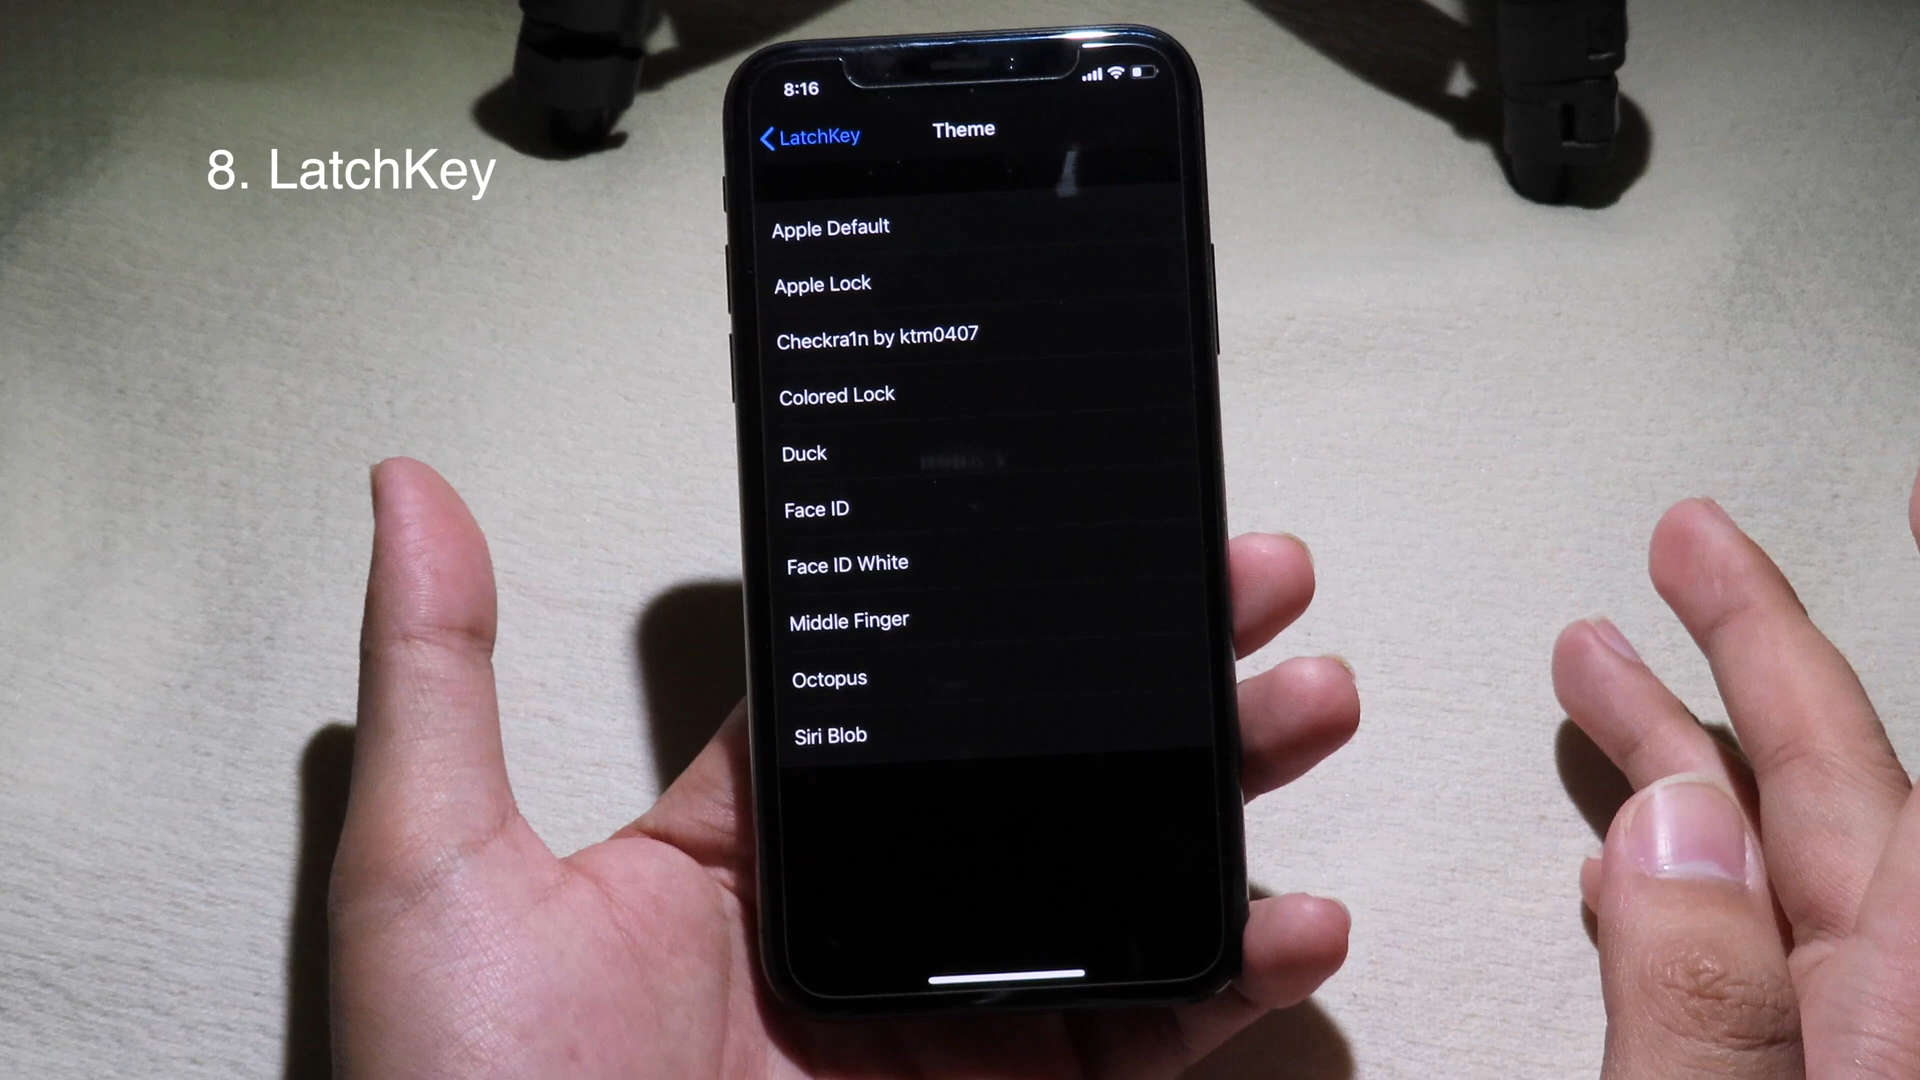 8. LatchKey
8:16
LatchKey
Theme
Apple Default
Apple Lock
Checkra1n by ktm0407
Colored Lock
Duck
Face ID
Face ID White
Middle Finger
Octopus
Siri Blob